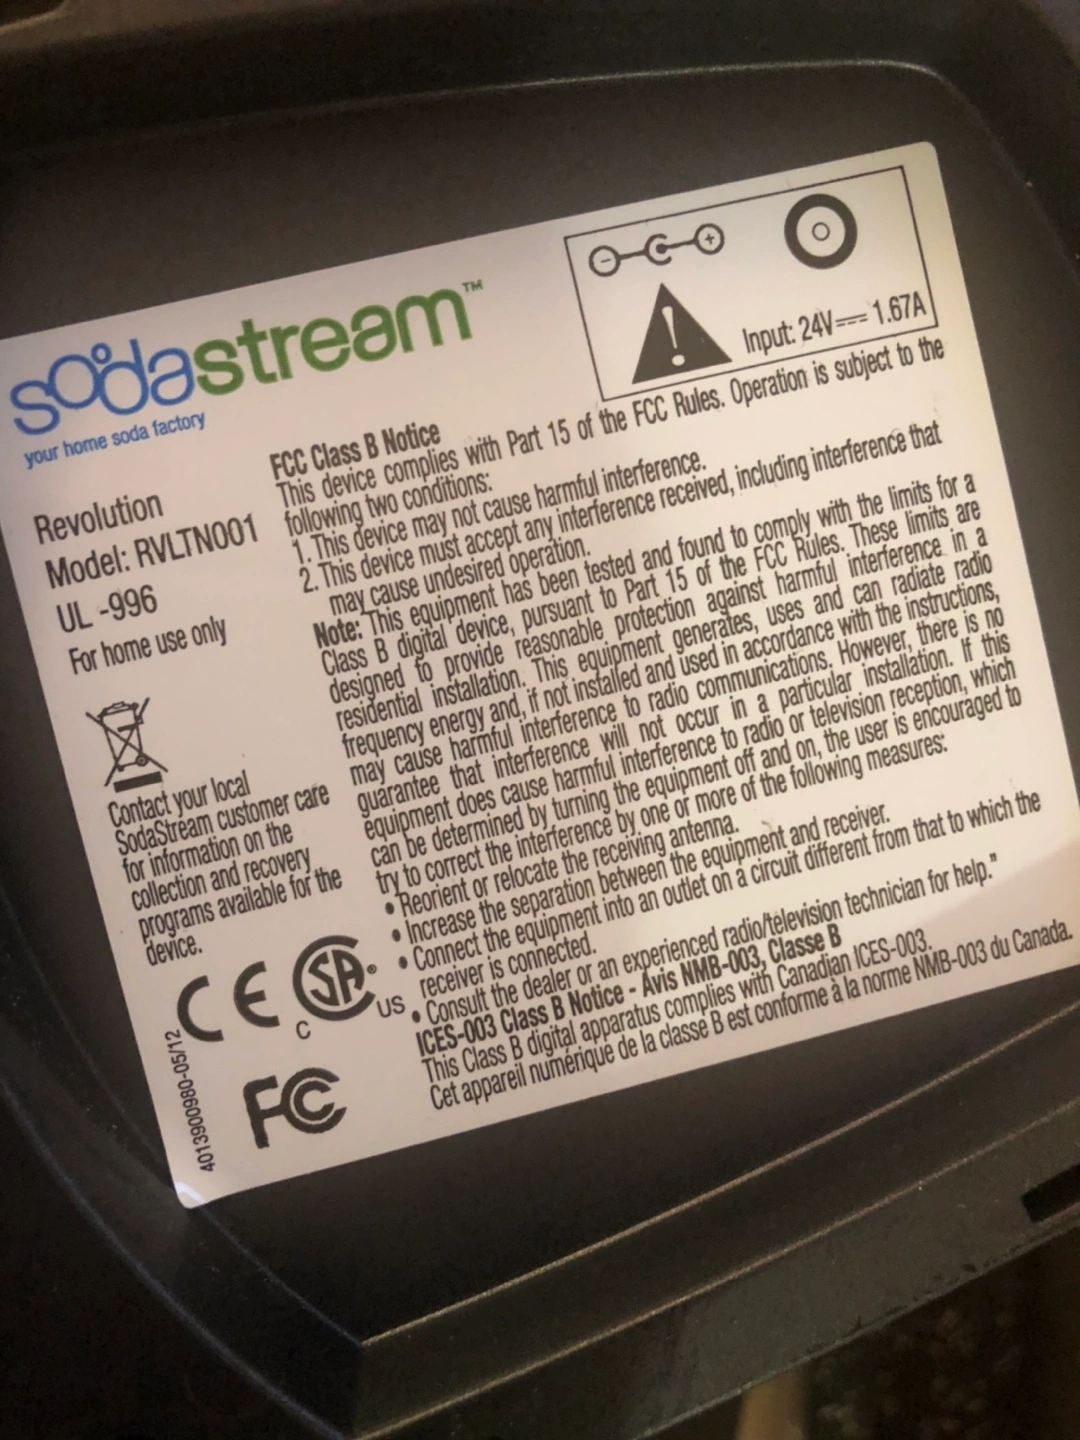 sodastream™
your home soda factory
Revolution
Model: RVLTN001
UL -996
For home use only
Contact your local
SodaStream customer care
for information on the
collection and recovery
programs available for the
device.
CE
C SA® US
FC
4013900980-05/12
Input: 24V⎓ 1.67A
FCC Class B Notice
This device complies with Part 15 of the FCC Rules. Operation is subject to the
following two conditions:
1. This device may not cause harmful interference.
2. This device must accept any interference received, including interference that
may cause undesired operation.
Note: This equipment has been tested and found to comply with the limits for a
Class B digital device, pursuant to Part 15 of the FCC Rules. These limits are
designed to provide reasonable protection against harmful interference in a
residential installation. This equipment generates, uses and can radiate radio
frequency energy and, if not installed and used in accordance with the instructions,
may cause harmful interference to radio communications. However, there is no
guarantee that interference will not occur in a particular installation. If this
equipment does cause harmful interference to radio or television reception, which
can be determined by turning the equipment off and on, the user is encouraged to
try to correct the interference by one or more of the following measures:
• Reorient or relocate the receiving antenna.
• Increase the separation between the equipment and receiver.
• Connect the equipment into an outlet on a circuit different from that to which the
receiver is connected.
• Consult the dealer or an experienced radio/television technician for help."
ICES-003 Class B Notice - Avis NMB-003, Classe B
This Class B digital apparatus complies with Canadian ICES-003.
Cet appareil numérique de la classe B est conforme à la norme NMB-003 du Canada.